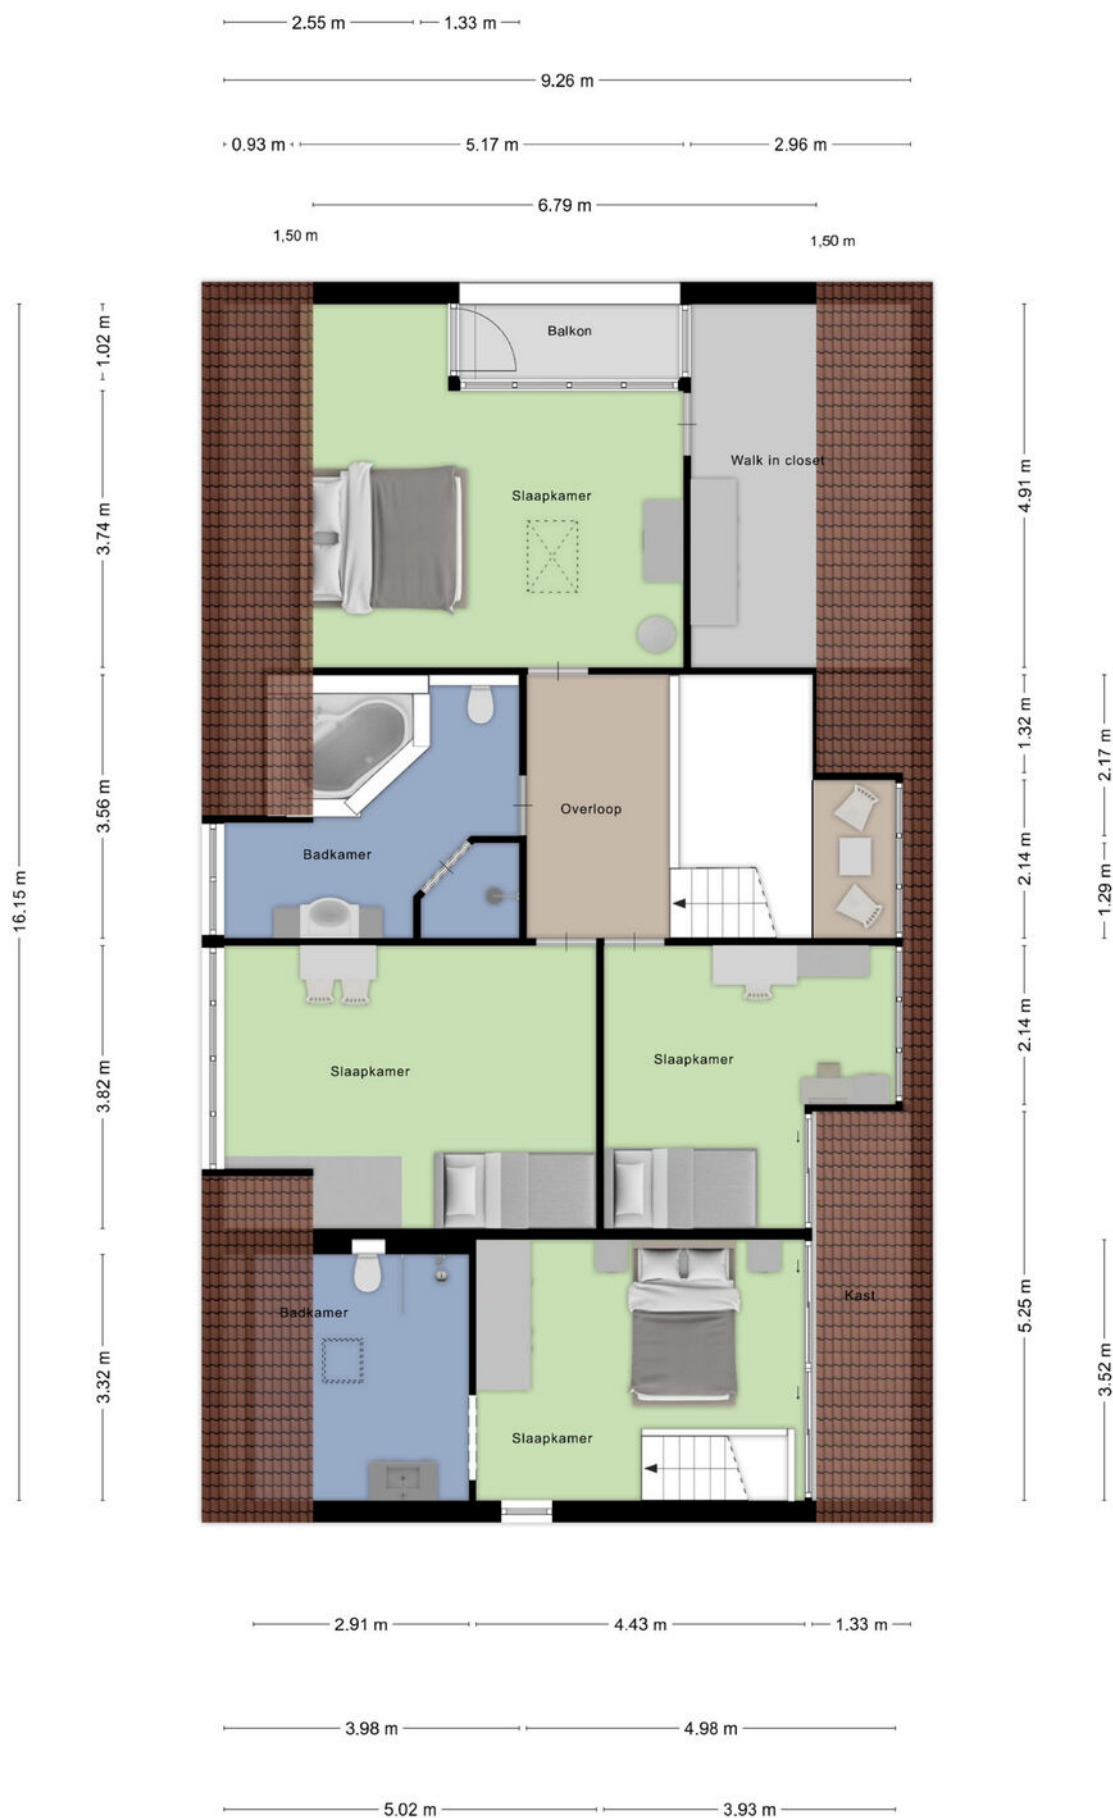 2.55 m
1.33 m
9.26 m
0.93 m
5.17 m
2.96 m
6.79 m
1,50 m
1,50 m
1.02 m
Balkon
4.91 m
Walk in closet
Slaapkamer
3.74 m
1.32 m
2.17 m
3.56 m
Overloop
Badkamer
2.14 m
1.29 m
16.15 m
2.14 m
Slaapkamer
Slaapkamer
3.82 m
Kast
Badkamer
5.25 m
3.32 m
3.52 m
Slaapkamer
2.91 m
4.43 m
1.33 m
3.98 m
4.98 m
5.02 m
3.93 m